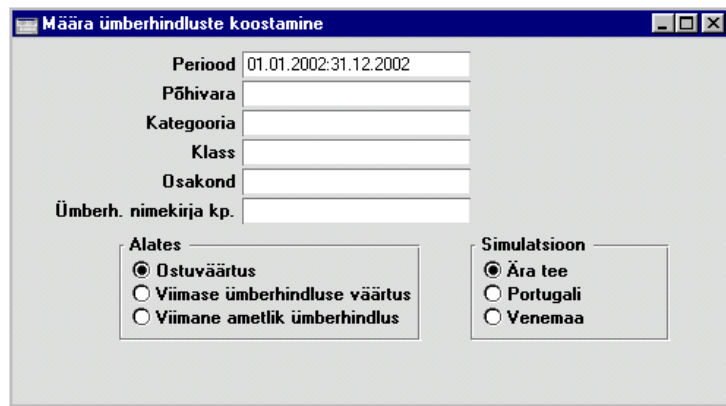 Määra ümberhindluste koostamine
Periood 01.01.2002:31.12.2002
Põhivara
Kategooria
Klass
Osakond
Ümberh. nimekirja kp.
Alates
Ostuväärtus
Viimase ümberhindluse väärtus
Viimane ametlik ümberhindlus
Simulatsioon
Ära tee
Portugali
Venemaa